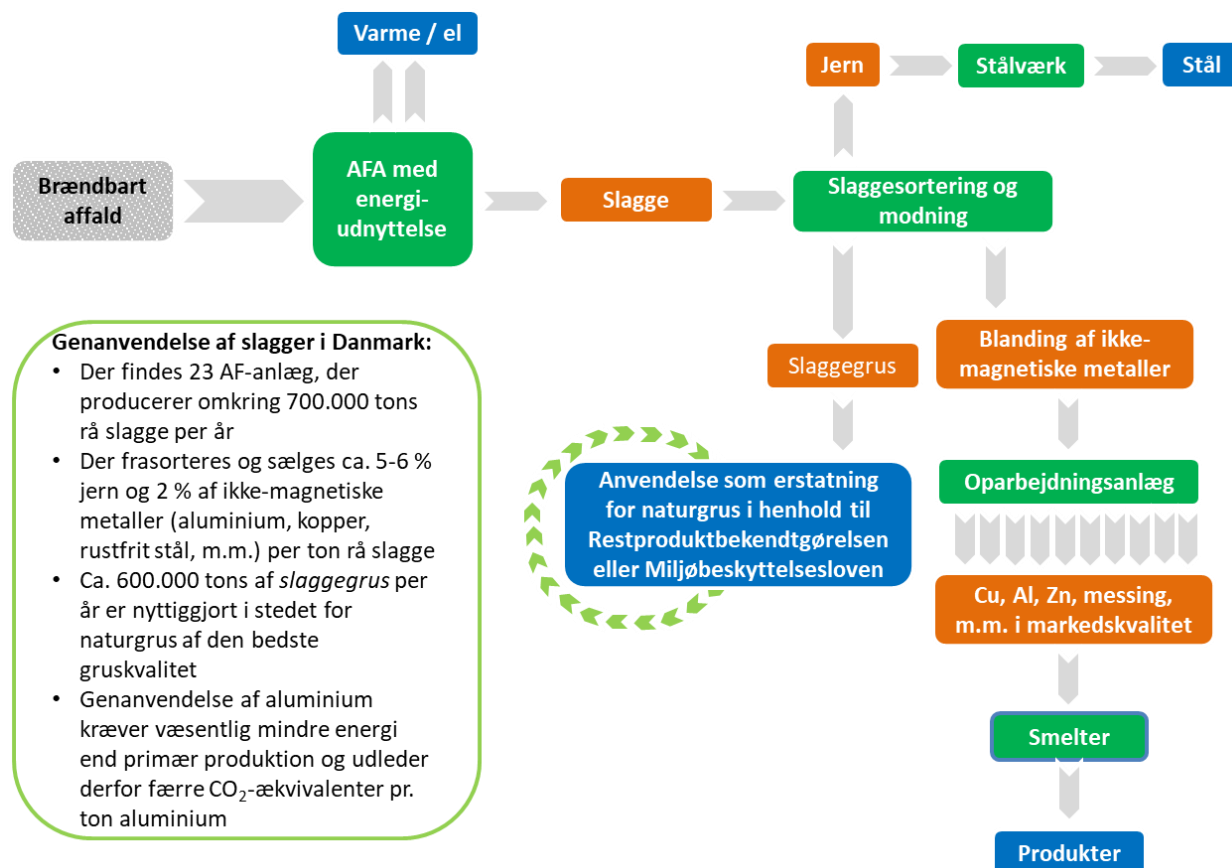 Varme / el
Jern
Stålværk
Stål
Brændbart
affald
AFA med
energi-
udnyttelse
Slagge
Slaggesortering og
modning
Genanvendelse af slagger i Danmark:
• Der findes 23 AF-anlæg, der
producerer omkring 700.000 tons
rå slagge per år
• Der frasorteres og sælges ca. 5-6 %
jern og 2 % af ikke-magnetiske
metaller (aluminium, kopper,
rustfrit stål, m.m.) per ton rå slagge
• Ca. 600.000 tons af slaggegrus per
år er nyttiggjort i stedet for
naturgrus af den bedste
gruskvalitet
• Genanvendelse af aluminium
kræver væsentlig mindre energi
end primær produktion og udleder
derfor færre CO₂-ækvivalenter pr.
ton aluminium
Slaggegrus
Blanding af ikke-
magnetiske metaller
Anvendelse som erstatning
for naturgrus i henhold til
Restproduktbekendtgørelsen
eller Miljøbeskyttelsesloven
Oparbejdningsanlæg
Cu, Al, Zn, messing,
m.m. i markedskvalitet
Smelter
Produkter